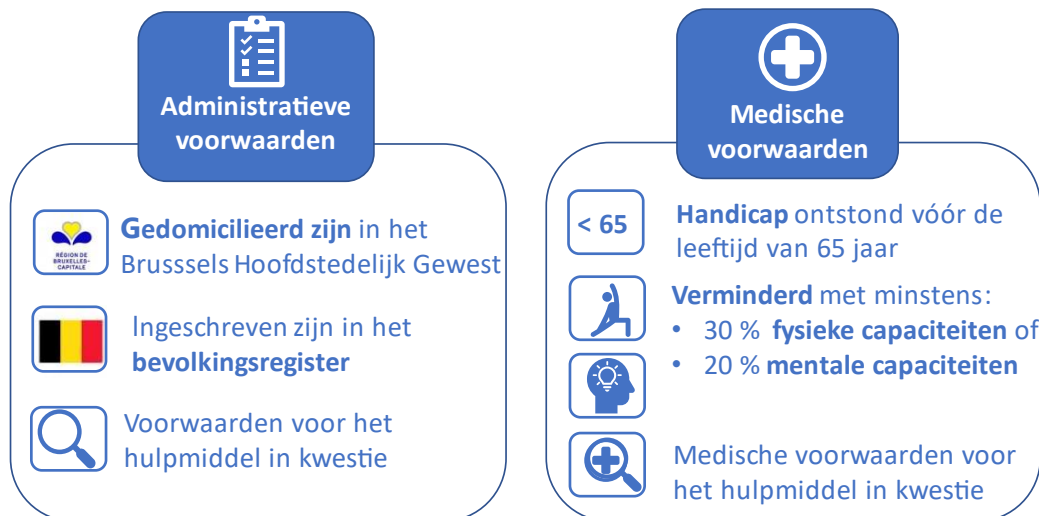 Administratieve
voorwaarden
Gedomicilieerd zijn in het
Brusssels Hoofdstedelijk Gewest
RÉGION DE
BRUXELLES-
CAPITALE
Ingeschreven zijn in het
bevolkingsregister
Voorwaarden voor het
hulpmiddel in kwestie
Medische
voorwaarden
< 65
Handicap ontstond vóór de
leeftijd van 65 jaar
Verminderd met minstens:
• 30 % fysieke capaciteiten of
• 20 % mentale capaciteiten
Medische voorwaarden voor
het hulpmiddel in kwestie